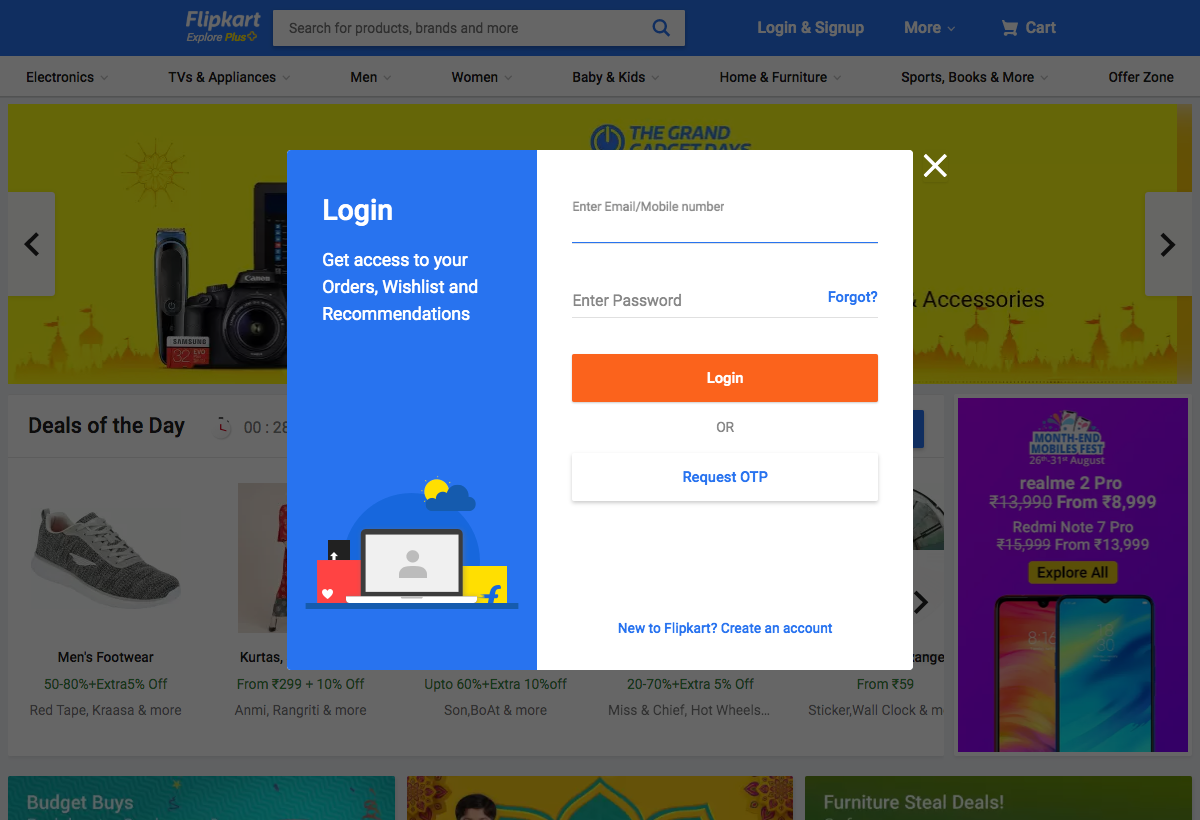 Flipkart
Explore Plus
Search for products, brands and more
Login & Signup
More
Cart
Electronics
TVs & Appliances
Men
Women
Baby & Kids
Home & Furniture
Sports, Books & More
Offer Zone
THE GRAND
GADGET DAYS
Canon
SAMSUNG
32 EVO
& Accessories
Login
Get access to your
Orders, Wishlist and
Recommendations
Enter Email/Mobile number
Enter Password
Forgot?
Login
OR
Request OTP
New to Flipkart? Create an account
Deals of the Day
00 : 28
Men's Footwear
50-80%+Extra5% Off
Red Tape, Kraasa & more
Kurtas,
From ₹299 + 10% Off
Anmi, Rangriti & more
Upto 60%+Extra 10%off
Son,BoAt & more
20-70%+Extra 5% Off
Miss & Chief, Hot Wheels...
From ₹59
Sticker,Wall Clock & m
MONTH-END
MOBILES FEST
26th-31st August
realme 2 Pro
₹13,990 From ₹8,999
Redmi Note 7 Pro
₹15,999 From ₹13,999
Explore All
8:16
Budget Buys
Furniture Steal Deals!